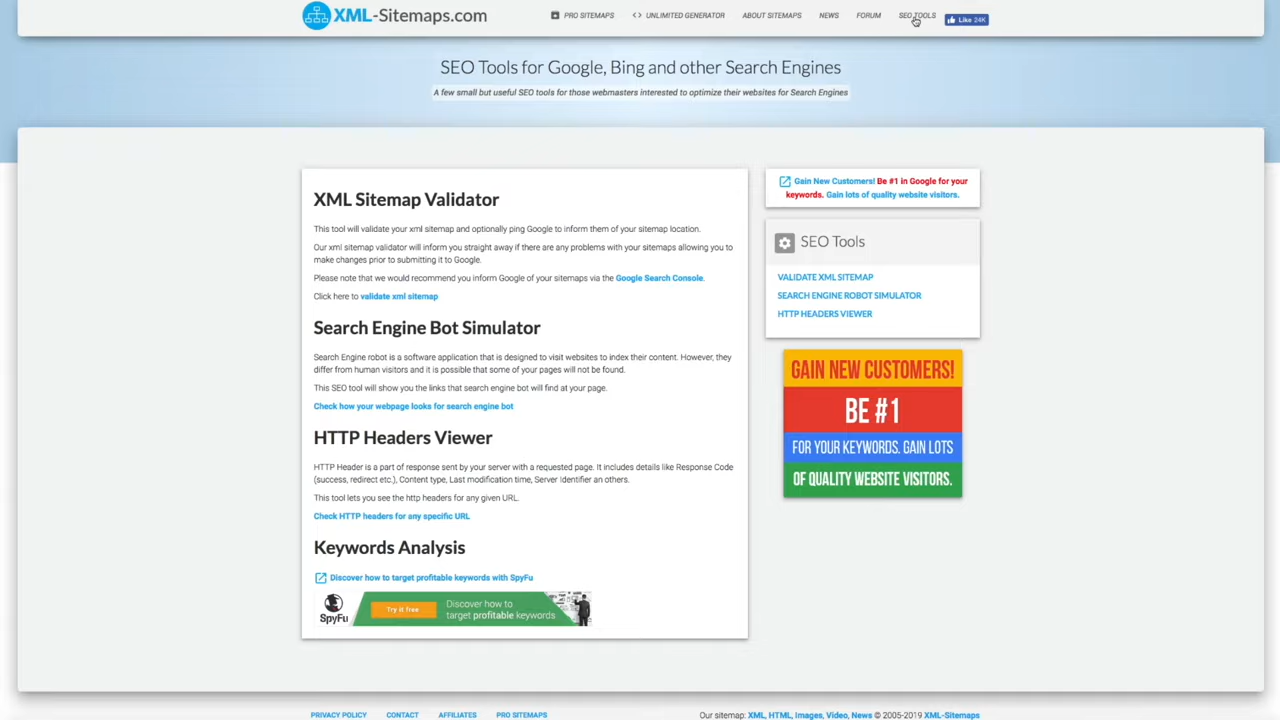 XML-Sitemaps.com
PRO SITEMAPS
UNLIMITED GENERATOR
ABOUT SITEMAPS
NEWS
FORUM
SEO TOOLS
Like 24K
SEO Tools for Google, Bing and other Search Engines
A few small but useful SEO tools for those webmasters interested to optimize their websites for Search Engines
XML Sitemap Validator
This tool will validate your xml sitemap and optionally ping Google to inform them of your sitemap location.
Our xml sitemap validator will inform you straight away if there are any problems with your sitemaps allowing you to
make changes prior to submitting it to Google.
Please note that we would recommend you inform Google of your sitemaps via the Google Search Console.
Click here to validate xml sitemap
Search Engine Bot Simulator
Search Engine robot is a software application that is designed to visit websites to index their content. However, they
differ from human visitors and it is possible that some of your pages will not be found.
This SEO tool will show you the links that search engine bot will find at your page.
Check how your webpage looks for search engine bot
HTTP Headers Viewer
HTTP Header is a part of response sent by your server with a requested page. It includes details like Response Code
(success, redirect etc.), Content type, Last modification time, Server Identifier an others.
This tool lets you see the http headers for any given URL.
Check HTTP headers for any specific URL
Keywords Analysis
Discover how to target profitable keywords with SpyFu
SpyFu
Try it free
Discover how to
target profitable keywords
Gain New Customers! Be #1 in Google for your
keywords. Gain lots of quality website visitors.
SEO Tools
VALIDATE XML SITEMAP
SEARCH ENGINE ROBOT SIMULATOR
HTTP HEADERS VIEWER
GAIN NEW CUSTOMERS!
BE #1
FOR YOUR KEYWORDS. GAIN LOTS
OF QUALITY WEBSITE VISITORS.
PRIVACY POLICY
CONTACT
AFFILIATES
PRO SITEMAPS
Our sitemap: XML, HTML, Images, Video, News © 2005-2019 XML-Sitemaps